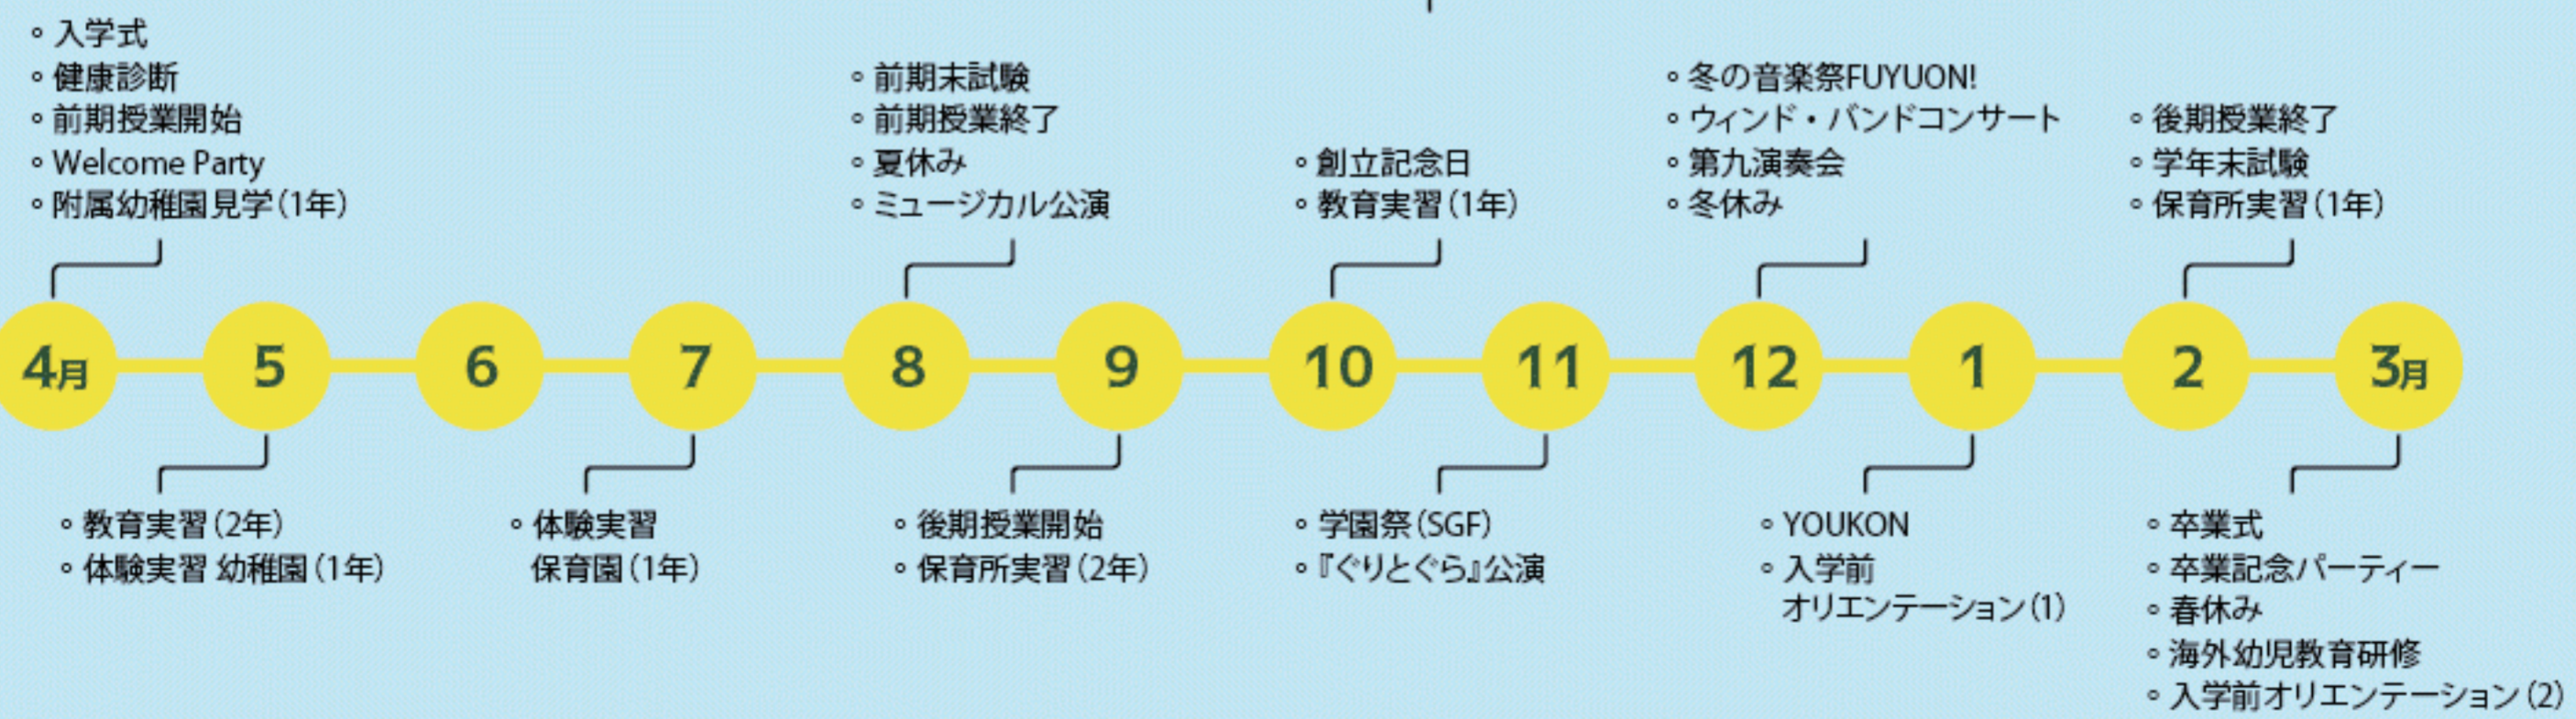 入学式
健康診断
前期授業開始
Welcome Party
附属幼稚園見学（1年）
前期末試験
前期授業終了
夏休み
ミュージカル公演
創立記念日
教育実習（1年）
冬の音楽祭FUYUON!
ウィンド・バンドコンサート
第九演奏会
冬休み
後期授業終了
学年末試験
保育所実習（1年）
4月 5 6 7 8 9 10 11 12 1 2 3月
教育実習（2年）
体験実習 幼稚園（1年）
体験実習
保育園（1年）
後期授業開始
保育所実習（2年）
学園祭（SGF）
『ぐりとぐら』公演
YOUKON
入学前
オリエンテーション（1）
卒業式
卒業記念パーティー
春休み
海外幼児教育研修
入学前オリエンテーション（2）